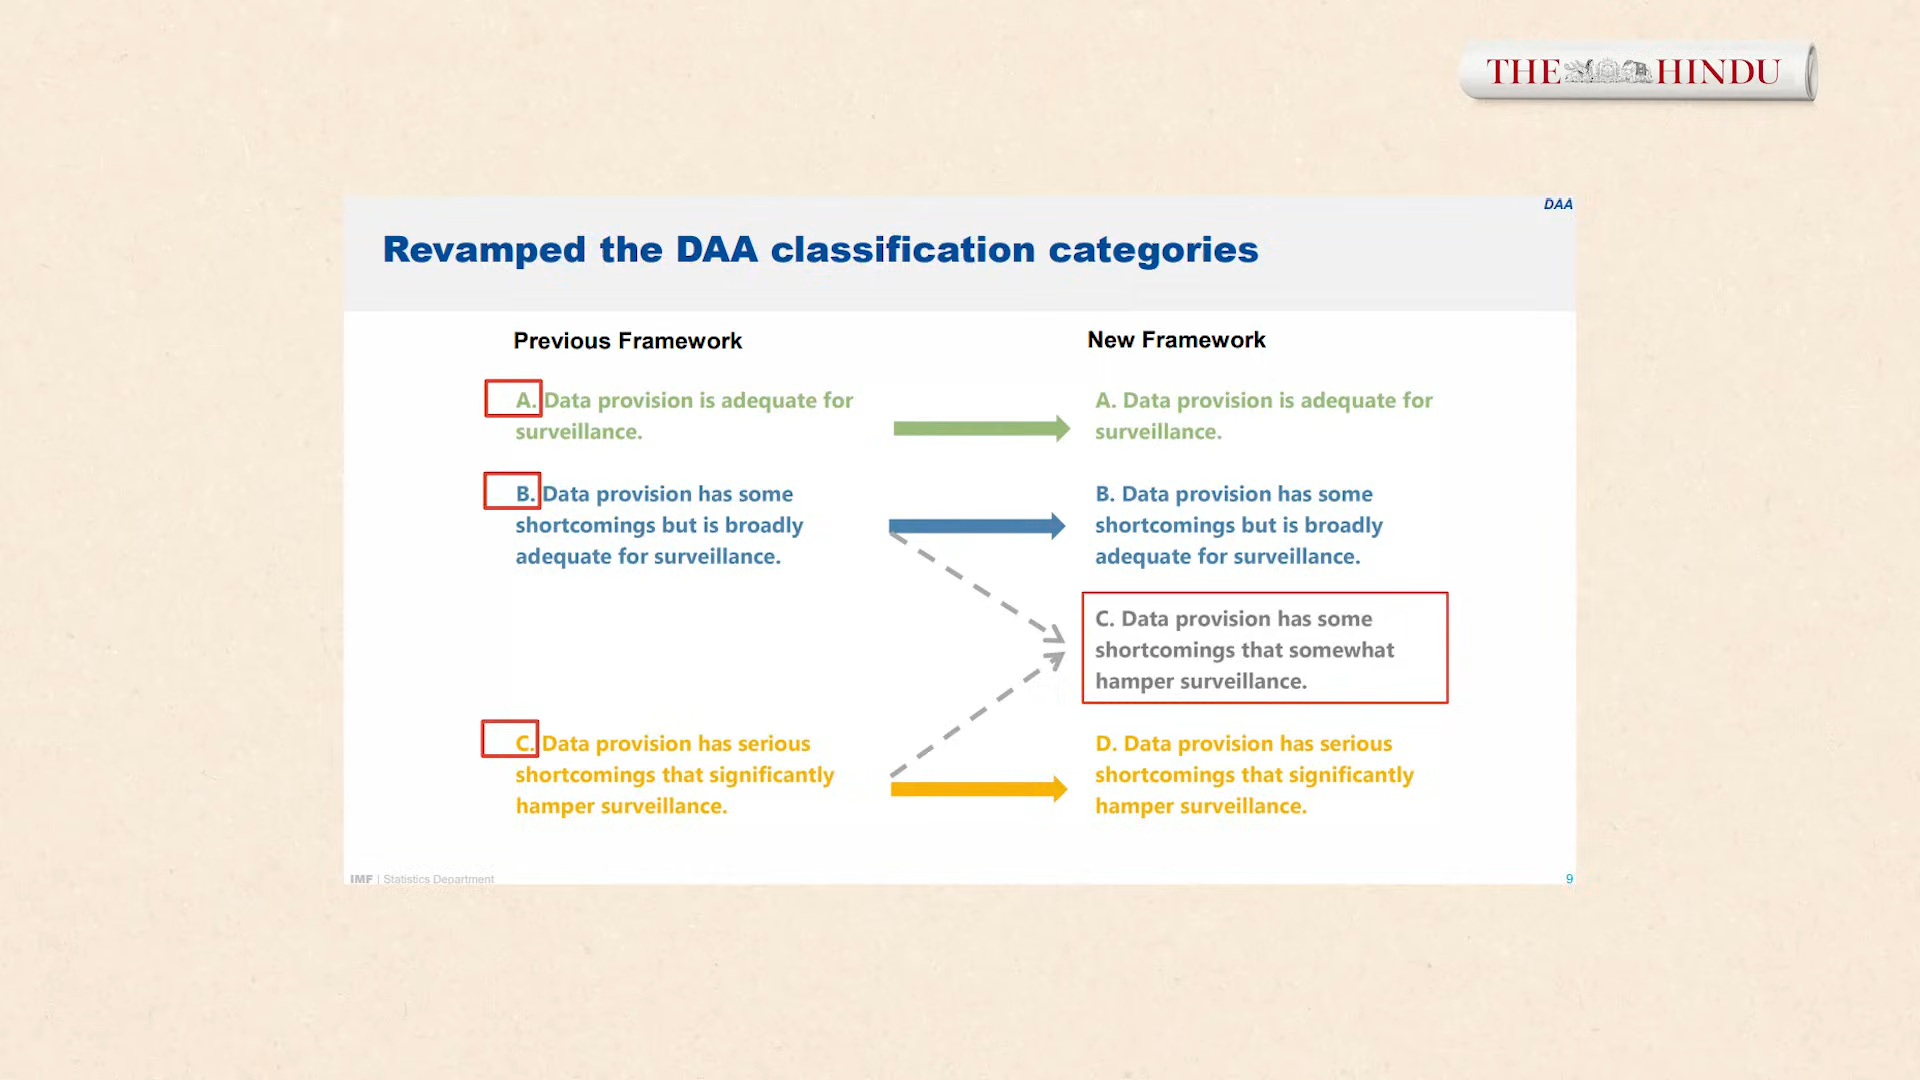 THE HINDU
DAA
Revamped the DAA classification categories
Previous Framework
A. Data provision is adequate for
surveillance.
B. Data provision has some
shortcomings but is broadly
adequate for surveillance.
C. Data provision has serious
shortcomings that significantly
hamper surveillance.
New Framework
A. Data provision is adequate for
surveillance.
B. Data provision has some
shortcomings but is broadly
adequate for surveillance.
C. Data provision has some
shortcomings that somewhat
hamper surveillance.
D. Data provision has serious
shortcomings that significantly
hamper surveillance.
IMF | Statistics Department
9